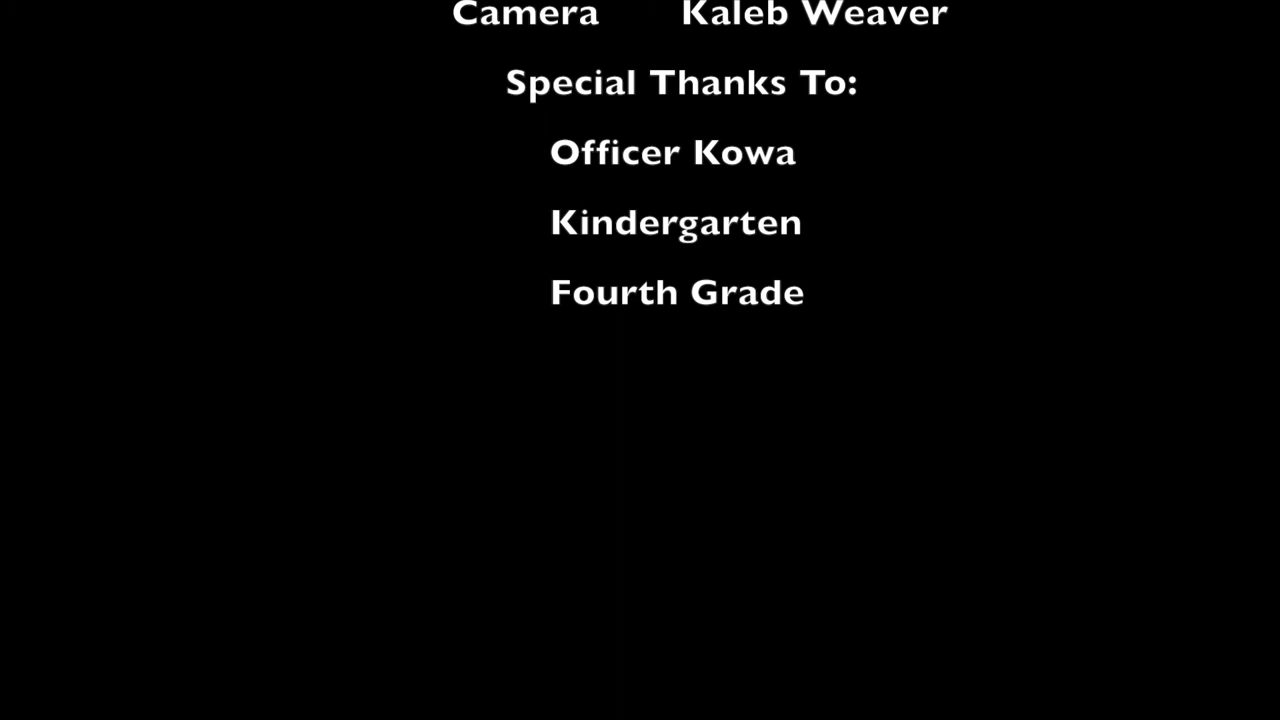 Camera Kaleb Weaver
Special Thanks To:
Officer Kowa
Kindergarten
Fourth Grade